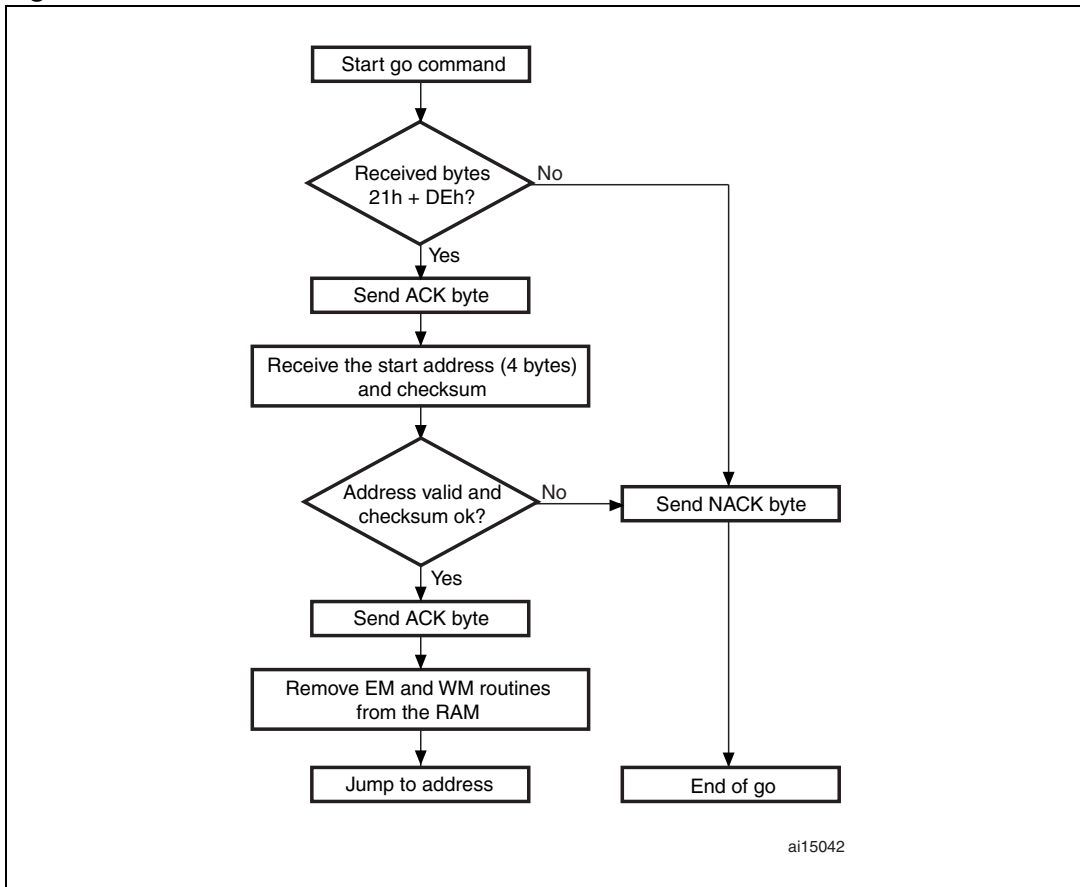 Start go command
Received bytes
21h + DEh?
No
Yes
Send ACK byte
Receive the start address (4 bytes)
and checksum
Address valid and
checksum ok?
No
Send NACK byte
Yes
Send ACK byte
Remove EM and WM routines
from the RAM
Jump to address
End of go
ai15042